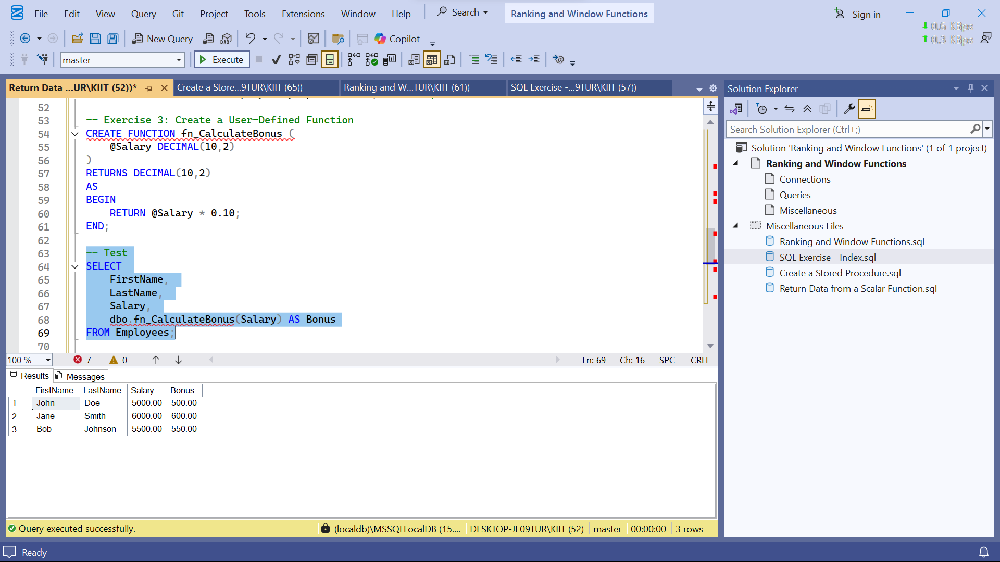 File Edit View Query Git Project Tools Extensions Window Help Search Ranking and Window Functions Sign in
New Query DAX Copilot
master Execute
Return Data ...UR\KIIT (52))* Create a Store...9TUR\KIIT (65)) Ranking and W...TUR\KIIT (61)) SQL Exercise -...9TUR\KIIT (57))
52
53 -- Exercise 3: Create a User-Defined Function
54 CREATE FUNCTION fn_CalculateBonus (
55 @Salary DECIMAL(10,2)
56 )
57 RETURNS DECIMAL(10,2)
58 AS
59 BEGIN
60 RETURN @Salary * 0.10;
61 END;
62
63 -- Test
64 SELECT
65 FirstName,
66 LastName,
67 Salary,
68 dbo.fn_CalculateBonus(Salary) AS Bonus
69 FROM Employees;
70
100 % 7 0 Ln: 69 Ch: 16 SPC CRLF
Results Messages
FirstName LastName Salary Bonus
1 John Doe 5000.00 500.00
2 Jane Smith 6000.00 600.00
3 Bob Johnson 5500.00 550.00
Query executed successfully. (localdb)\MSSQLLocalDB (15.... DESKTOP-JE09TUR\KIIT (52) master 00:00:00 3 rows
Solution Explorer
Search Solution Explorer (Ctrl+;)
Solution 'Ranking and Window Functions' (1 of 1 project)
Ranking and Window Functions
Connections
Queries
Miscellaneous
Miscellaneous Files
Ranking and Window Functions.sql
SQL Exercise - Index.sql
Create a Stored Procedure.sql
Return Data from a Scalar Function.sql
Ready